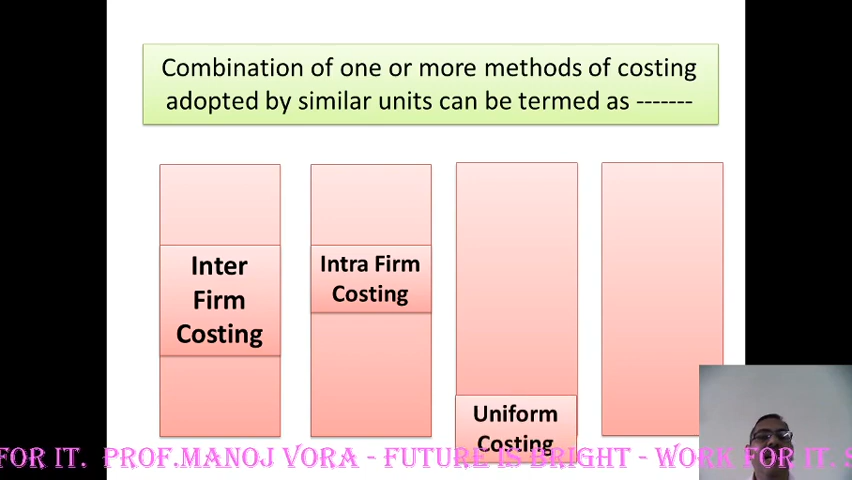 Combination of one or more methods of costing
adopted by similar units can be termed as -------
Inter
Firm
Costing
Intra Firm
Costing
Uniform
Costing
FOR IT. PROF.MANOJ VORA - FUTURE IS BRIGHT - WORK FOR IT. S